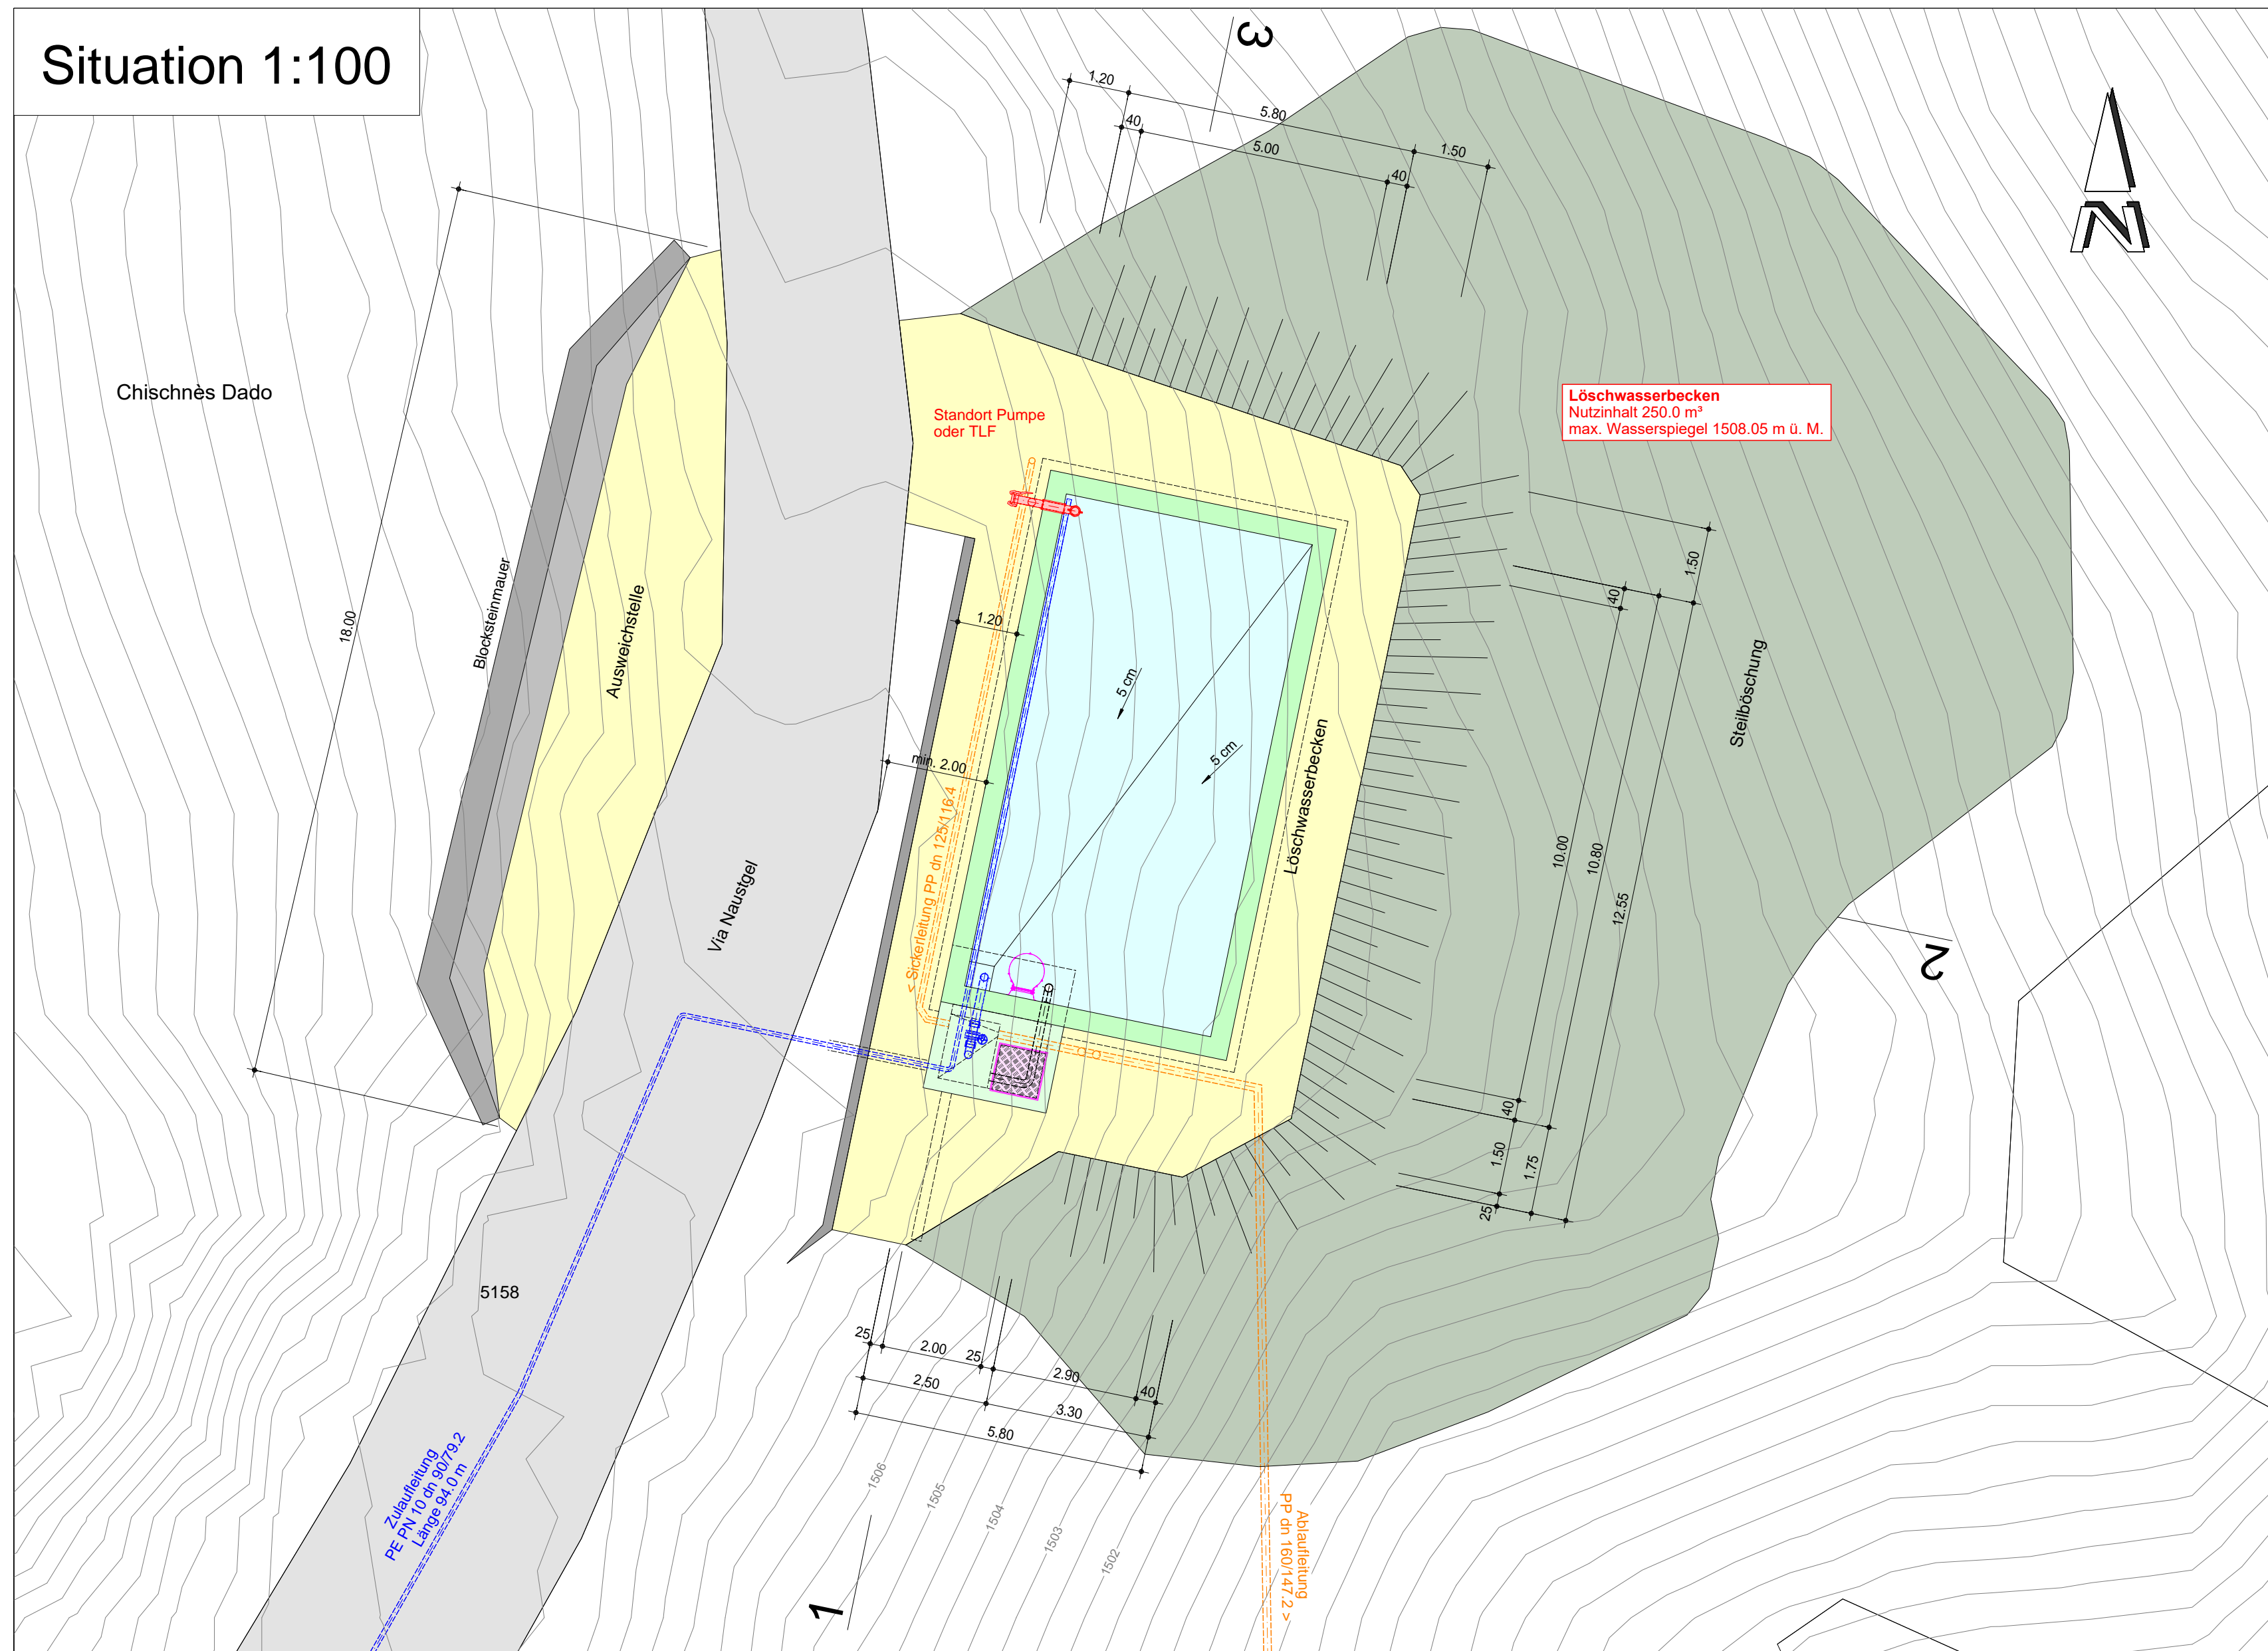 Situation 1:100
3
1.20
5.80
40
5.00
1.50
40
N
Chischnès Dado
Löschwasserbecken
Nutzinhalt 250.0 m³
max. Wasserspiegel 1508.05 m ü. M.
Standort Pumpe
oder TLF
18.00
Blocksteinmauer
Ausweichstelle
1.20
1.50
40
5 cm
5 cm
min. 2.00
Steilböschung
Löschwasserbecken
< Sickerleitung PP dn 125/116.4
Via Naustgel
10.00
10.80
12.55
2
40
1.50
1.75
25
5158
25
2.00
25
2.90
40
2.50
3.30
5.80
1506
1505
1504
1503
1502
Zulaufleitung
PE PN 10 dn 90/79.2
Länge 94.0 m
Ablaufleitung
PP dn 160/147.2 >
1